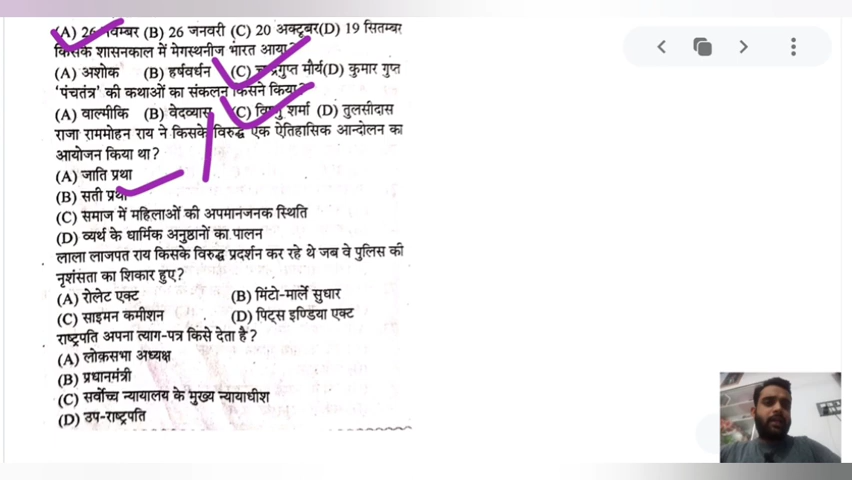 (A) 26 नवम्बर (B) 26 जनवरी (C) 20 अक्टूबर(D) 19 सितम्बर
किसके शासनकाल में मेगस्थनीज भारत आया?
(A) अशोक (B) हर्षवर्धन (C) चन्द्रगुप्त मौर्य(D) कुमार गुप्त
'पंचतंत्र' की कथाओं का संकलन किसने किया?
(A) वाल्मीकि (B) वेदव्यास (C) विष्णु शर्मा (D) तुलसीदास
राजा राममोहन राय ने किसके विरुद्ध एक ऐतिहासिक आन्दोलन का
आयोजन किया था?
(A) जाति प्रथा
(B) सती प्रथा
(C) समाज में महिलाओं की अपमानजनक स्थिति
(D) व्यर्थ के धार्मिक अनुष्ठानों का पालन
लाला लाजपत राय किसके विरुद्ध प्रदर्शन कर रहे थे जब वे पुलिस की
नृशंसता का शिकार हुए?
(A) रोलेट एक्ट (B) मिंटो-मार्ले सुधार
(C) साइमन कमीशन (D) पिट्स इण्डिया एक्ट
राष्ट्रपति अपना त्याग-पत्र किसे देता है?
(A) लोकसभा अध्यक्ष
(B) प्रधानमंत्री
(C) सर्वोच्च न्यायालय के मुख्य न्यायाधीश
(D) उप-राष्ट्रपति